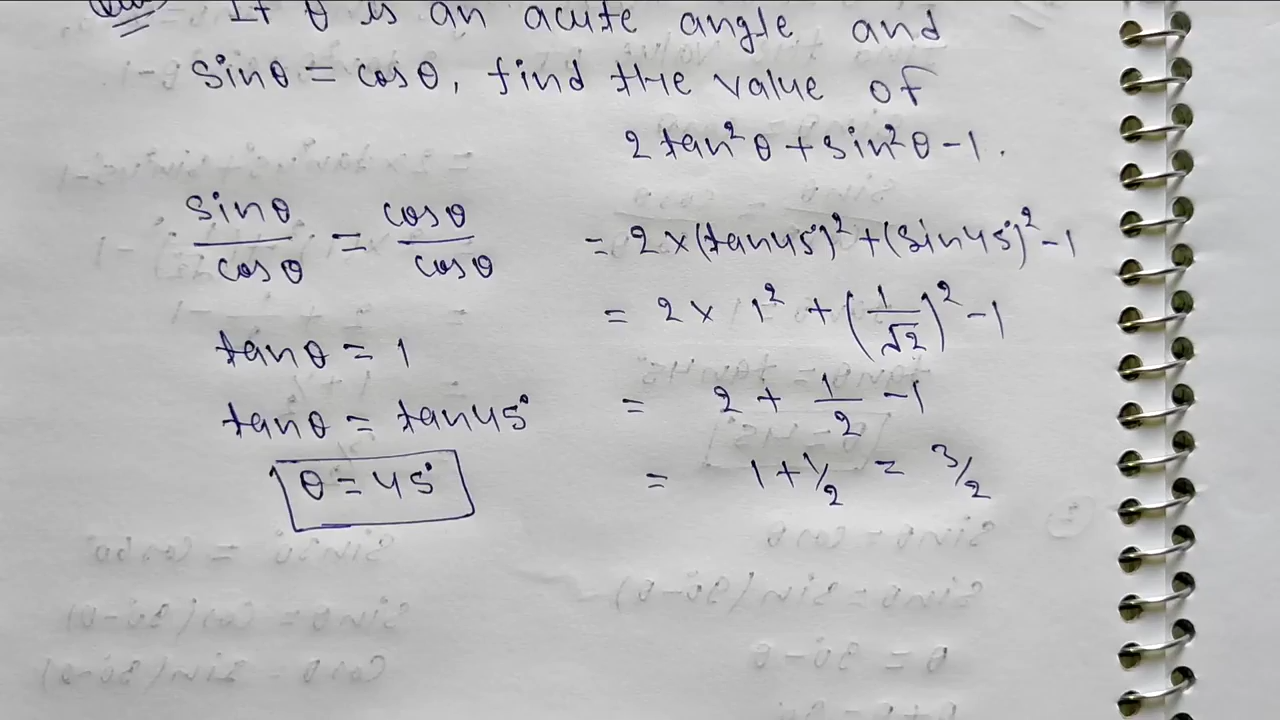 If θ is an acute angle and
sinθ = cosθ, find the value of
2 tan²θ + sin²θ - 1.
sinθ/cosθ = cosθ/cosθ
tanθ = 1
tanθ = tan45°
θ = 45°
= 2 × (tan45°)² + (sin45°)² - 1
= 2 × 1² + (1/√2)² - 1
= 2 + 1/2 - 1
= 1 + 1/2 = 3/2